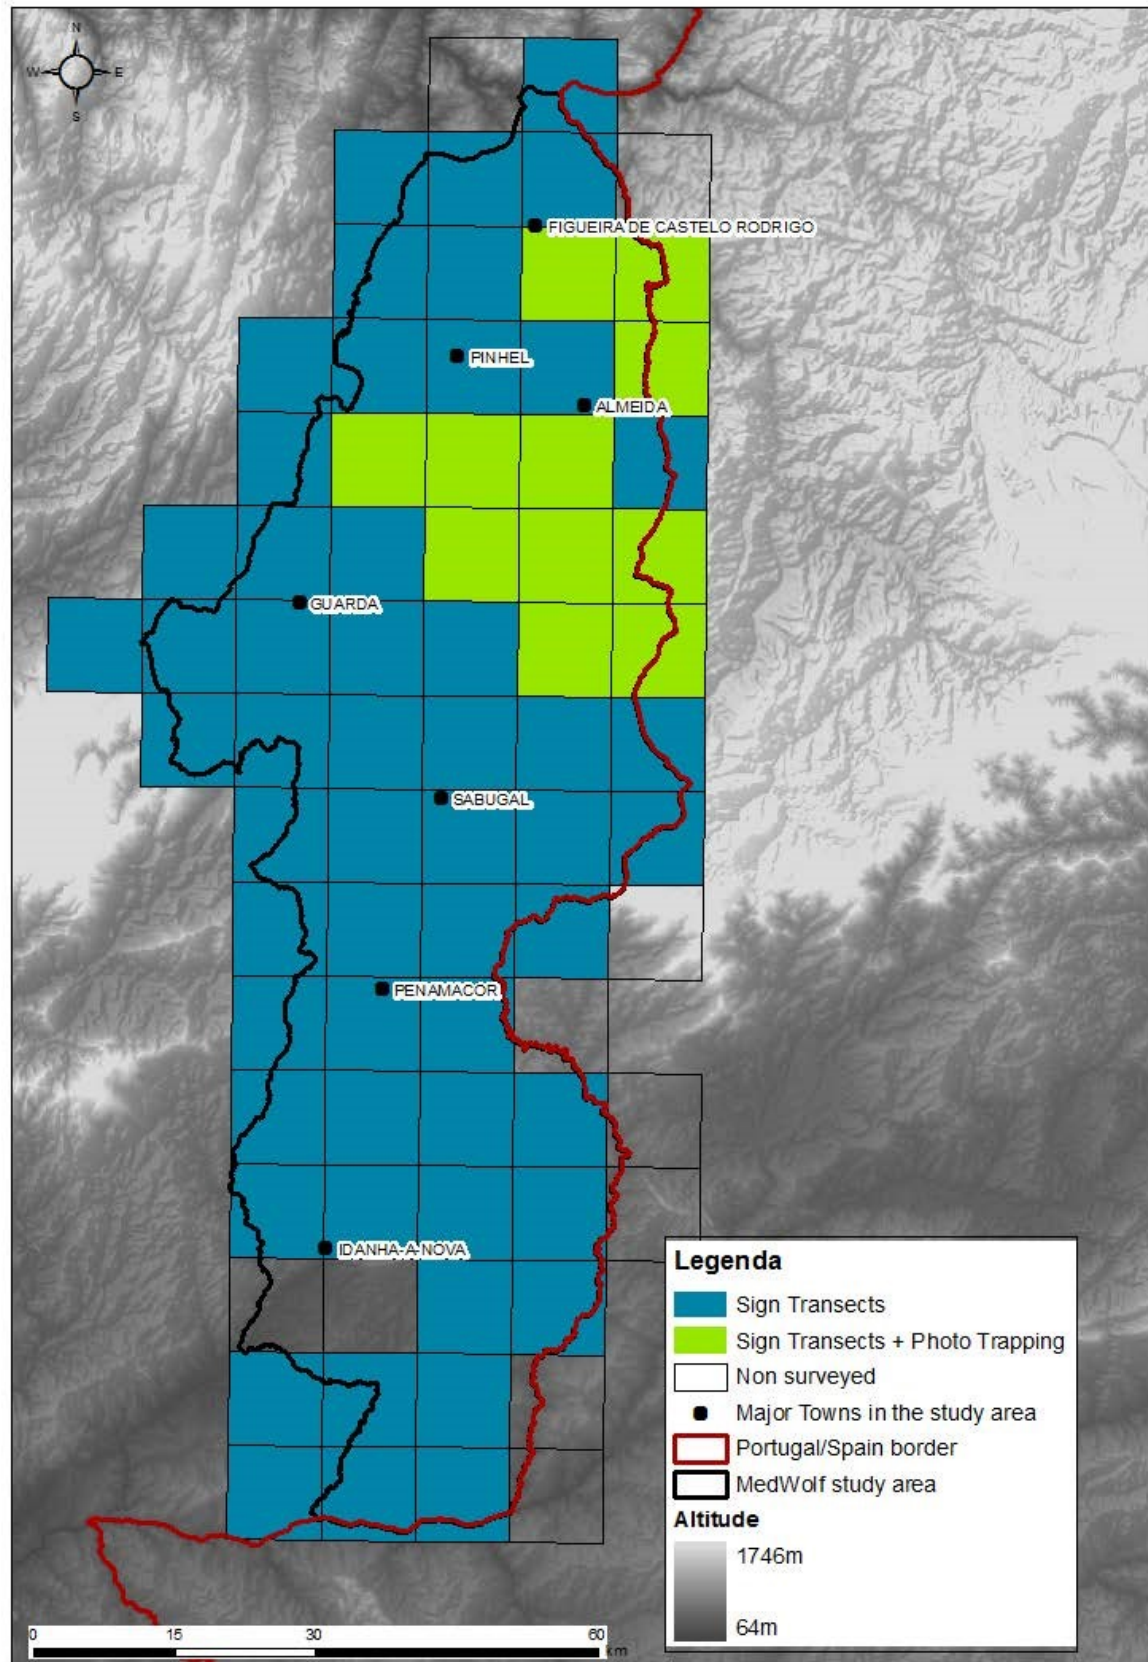 N
W E
S
FIGUEIRA DE CASTELO RODRIGO
PINHEL
ALMEIDA
GUARDA
SABUGAL
PENAMACOR
IDANHA-A-NOVA
Legenda
Sign Transects
Sign Transects + Photo Trapping
Non surveyed
Major Towns in the study area
Portugal/Spain border
MedWolf study area
Altitude
1746m
64m
0 15 30 60
km